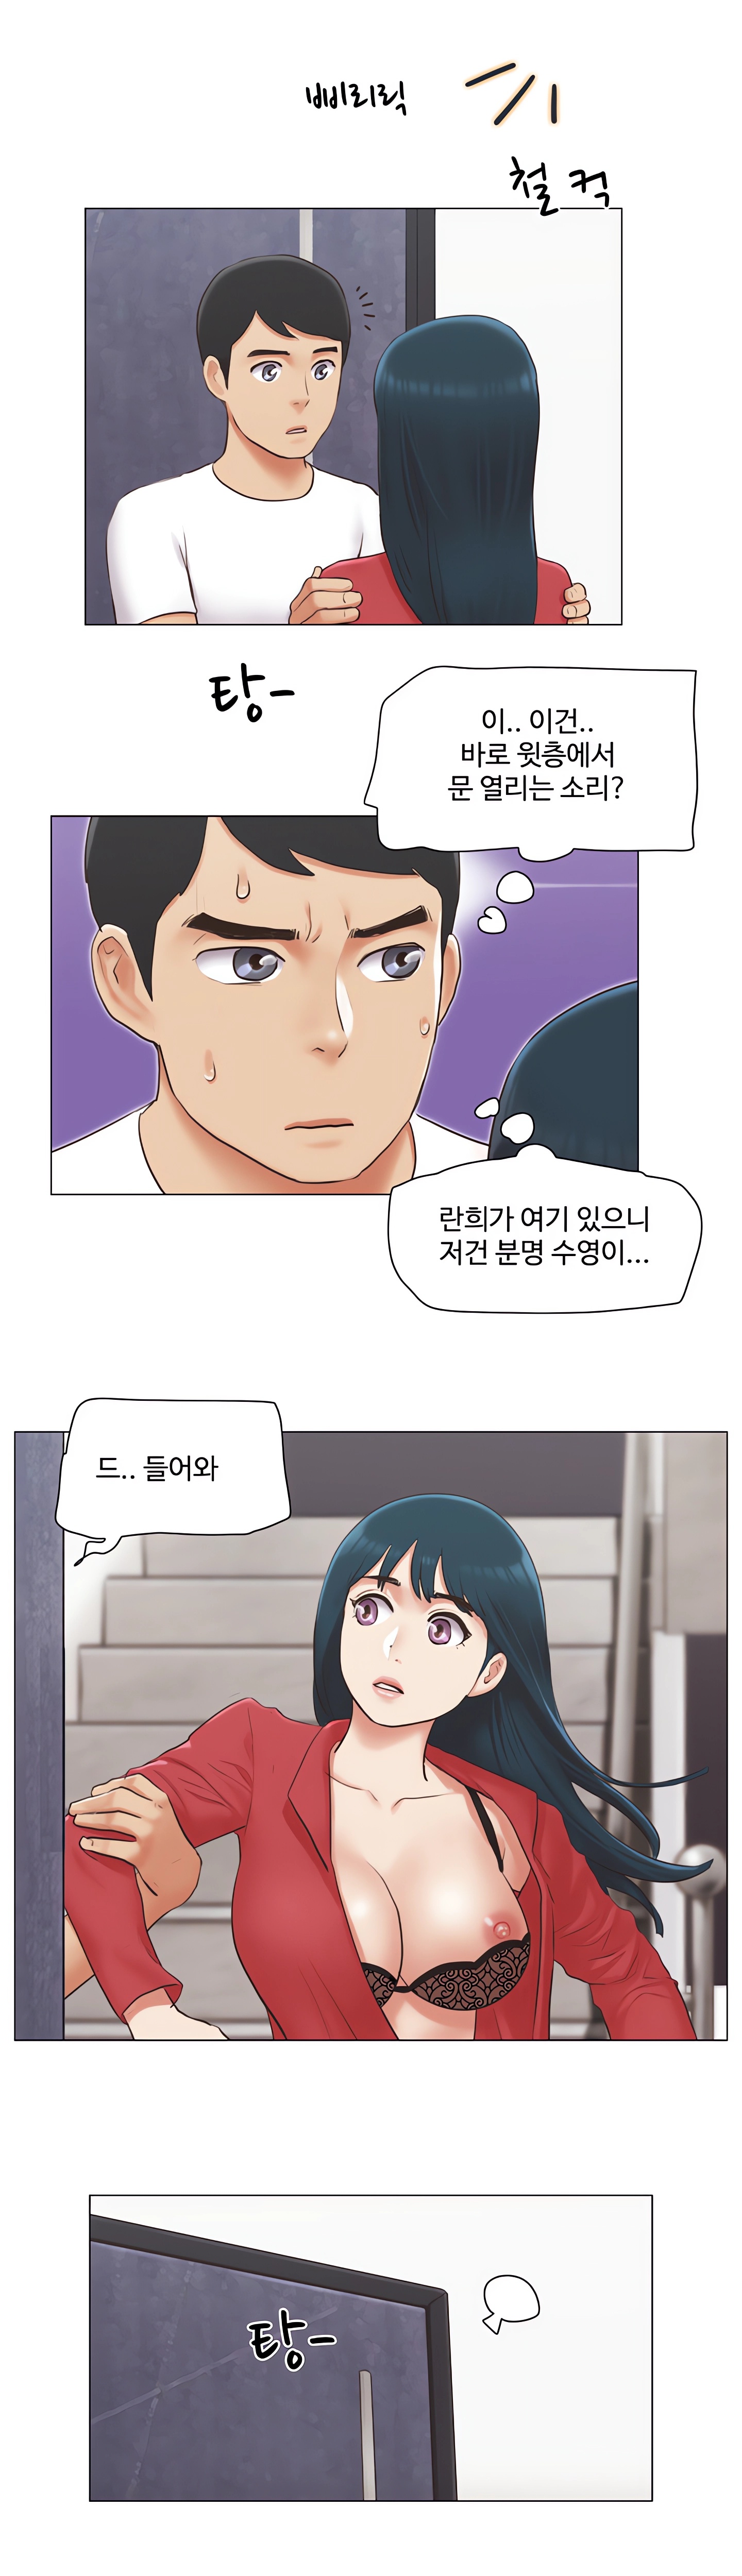 삐리릭
철컥
탕-
이.. 이건..
바로 윗층에서
문 열리는 소리?
란희가 여기 있으니
저건 분명 수영이...
드.. 들어와
탕-